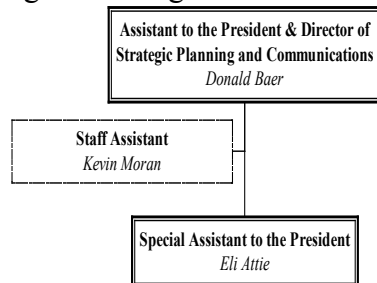 Assistant to the President & Director of
Strategic Planning and Communications
Donald Baer
Staff Assistant
Kevin Moran
Special Assistant to the President
Eli Attie